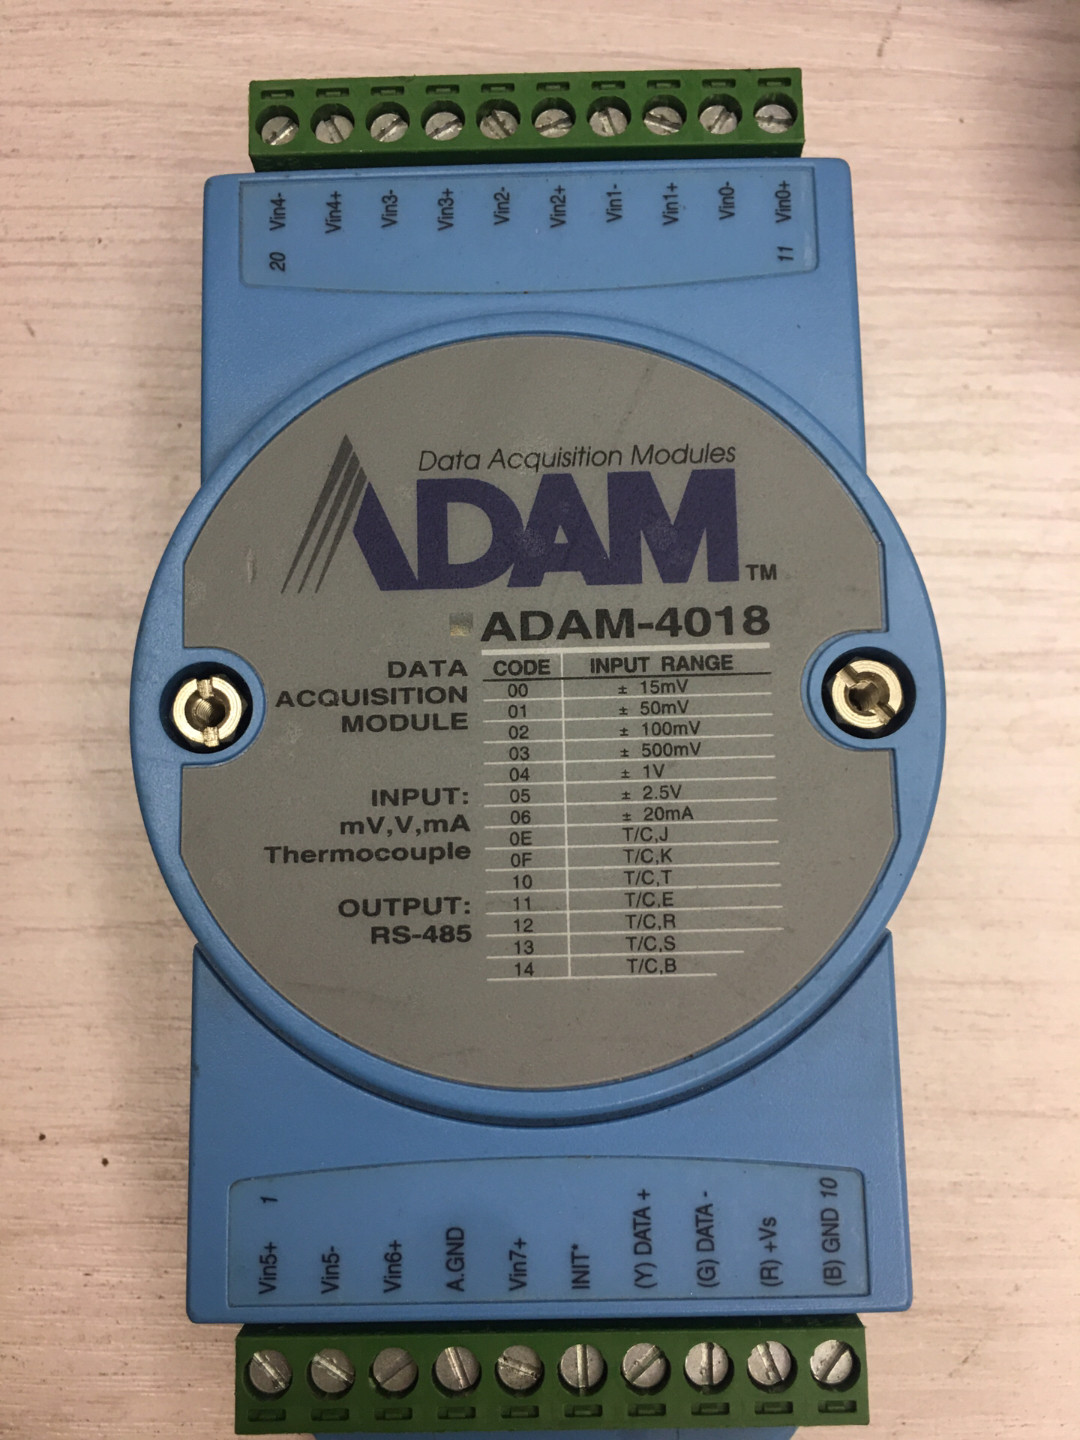 Vin4- Vin4+ Vin3- Vin3+ Vin2- Vin2+ Vin1- Vin1+ Vin0- Vin0+
20 11
Data Acquisition Modules
ADAM TM
ADAM-4018
DATA
ACQUISITION
MODULE
INPUT:
mV,V,mA
Thermocouple
OUTPUT:
RS-485
CODE INPUT RANGE
00 ± 15mV
01 ± 50mV
02 ± 100mV
03 ± 500mV
04 ± 1V
05 ± 2.5V
06 ± 20mA
0E T/C,J
0F T/C,K
10 T/C,T
11 T/C,E
12 T/C,R
13 T/C,S
14 T/C,B
1 10
Vin5+ Vin5- Vin6+ A.GND Vin7+ INIT* (Y) DATA + (G) DATA - (R) +Vs (B) GND